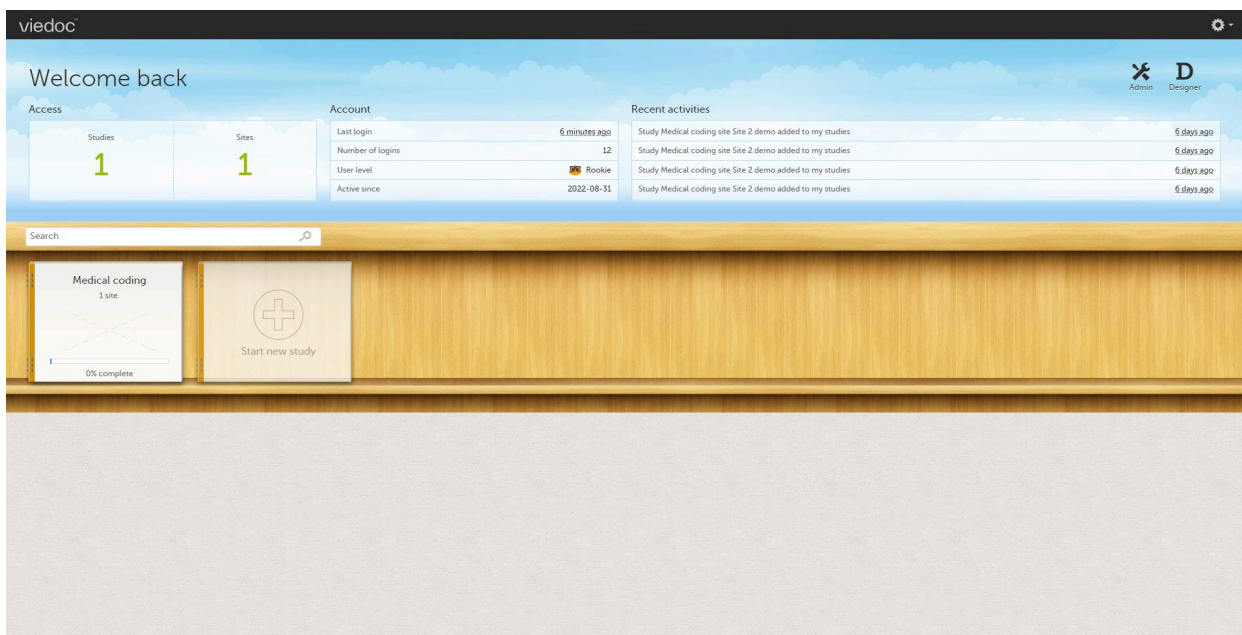 viedoc™
Welcome back
Admin
Designer
Access
Studies
1
Sites
1
Account
Last login 6 minutes ago
Number of logins 12
User level Rookie
Active since 2022-08-31
Recent activities
Study Medical coding site Site 2 demo added to my studies 6 days ago
Study Medical coding site Site 2 demo added to my studies 6 days ago
Study Medical coding site Site 2 demo added to my studies 6 days ago
Study Medical coding site Site 2 demo added to my studies 6 days ago
Search
Medical coding
1 site
0% complete
Start new study